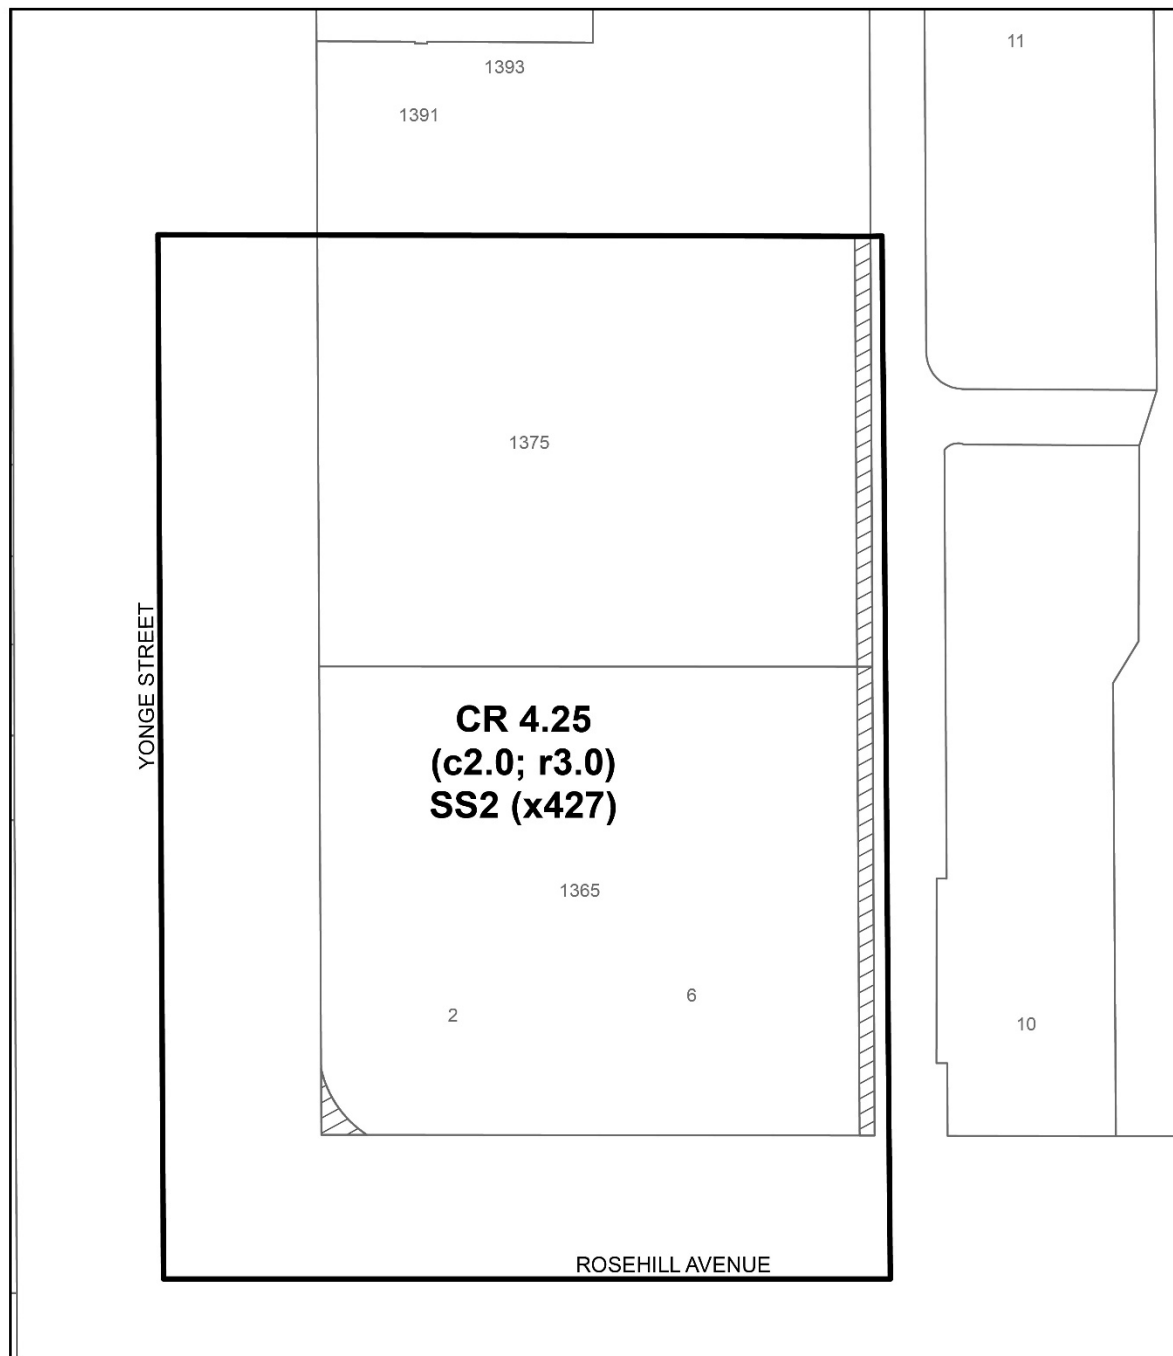 11
1393
1391
1375
YONGE STREET
CR 4.25
(c2.0; r3.0)
SS2 (x427)
1365
6
2
10
ROSEHILL AVENUE